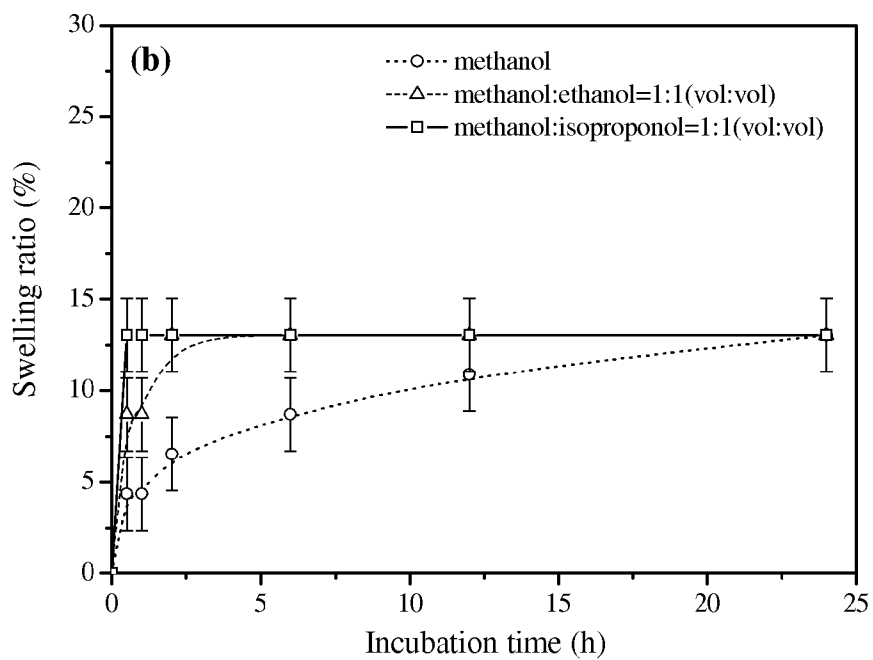 (b)
methanol
methanol:ethanol=1:1(vol:vol)
methanol:isoproponol=1:1(vol:vol)
Swelling ratio (%)
30
25
20
15
10
5
0
0 5 10 15 20 25
Incubation time (h)